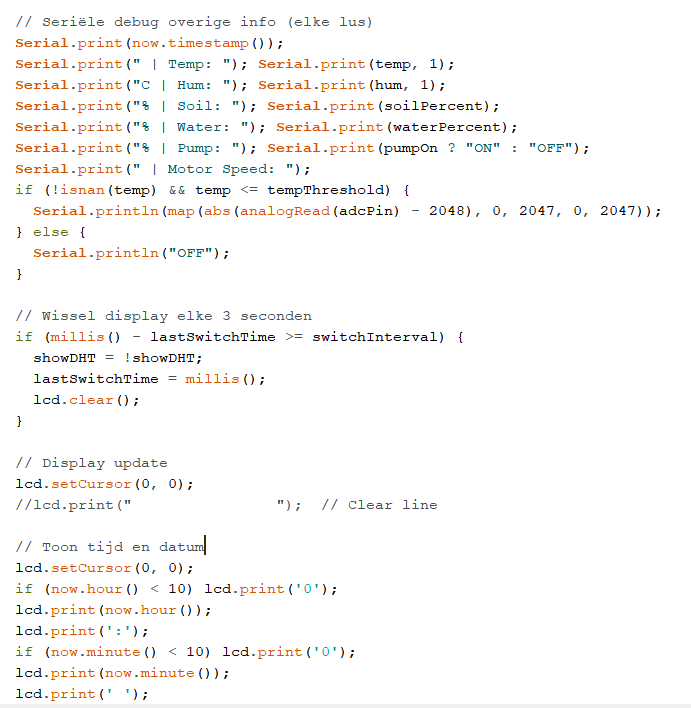 // Seriële debug overige info (elke lus)
Serial.print(now.timestamp());
Serial.print(" | Temp: "); Serial.print(temp, 1);
Serial.print("C | Hum: "); Serial.print(hum, 1);
Serial.print("% | Soil: "); Serial.print(soilPercent);
Serial.print("% | Water: "); Serial.print(waterPercent);
Serial.print("% | Pump: "); Serial.print(pumpOn ? "ON" : "OFF");
Serial.print(" | Motor Speed: ");
if (!isnan(temp) && temp <= tempThreshold) {
  Serial.println(map(abs(analogRead(adcPin) - 2048), 0, 2047, 0, 2047));
} else {
  Serial.println("OFF");
}

// Wissel display elke 3 seconden
if (millis() - lastSwitchTime >= switchInterval) {
  showDHT = !showDHT;
  lastSwitchTime = millis();
  lcd.clear();
}

// Display update
lcd.setCursor(0, 0);
//lcd.print("                ");  // Clear line

// Toon tijd en datum
lcd.setCursor(0, 0);
if (now.hour() < 10) lcd.print('0');
lcd.print(now.hour());
lcd.print(':');
if (now.minute() < 10) lcd.print('0');
lcd.print(now.minute());
lcd.print(' ');